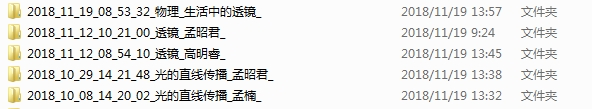 2018_11_19_08_53_32_物理_生活中的透镜_ 2018/11/19 13:57 文件夹
2018_11_12_10_21_00_透镜_孟昭君_ 2018/11/19 9:24 文件夹
2018_11_12_08_54_10_透镜_高明睿_ 2018/11/19 13:45 文件夹
2018_10_29_14_21_48_光的直线传播_孟昭君_ 2018/11/19 13:38 文件夹
2018_10_08_14_20_02_光的直线传播_孟楠_ 2018/11/19 13:32 文件夹